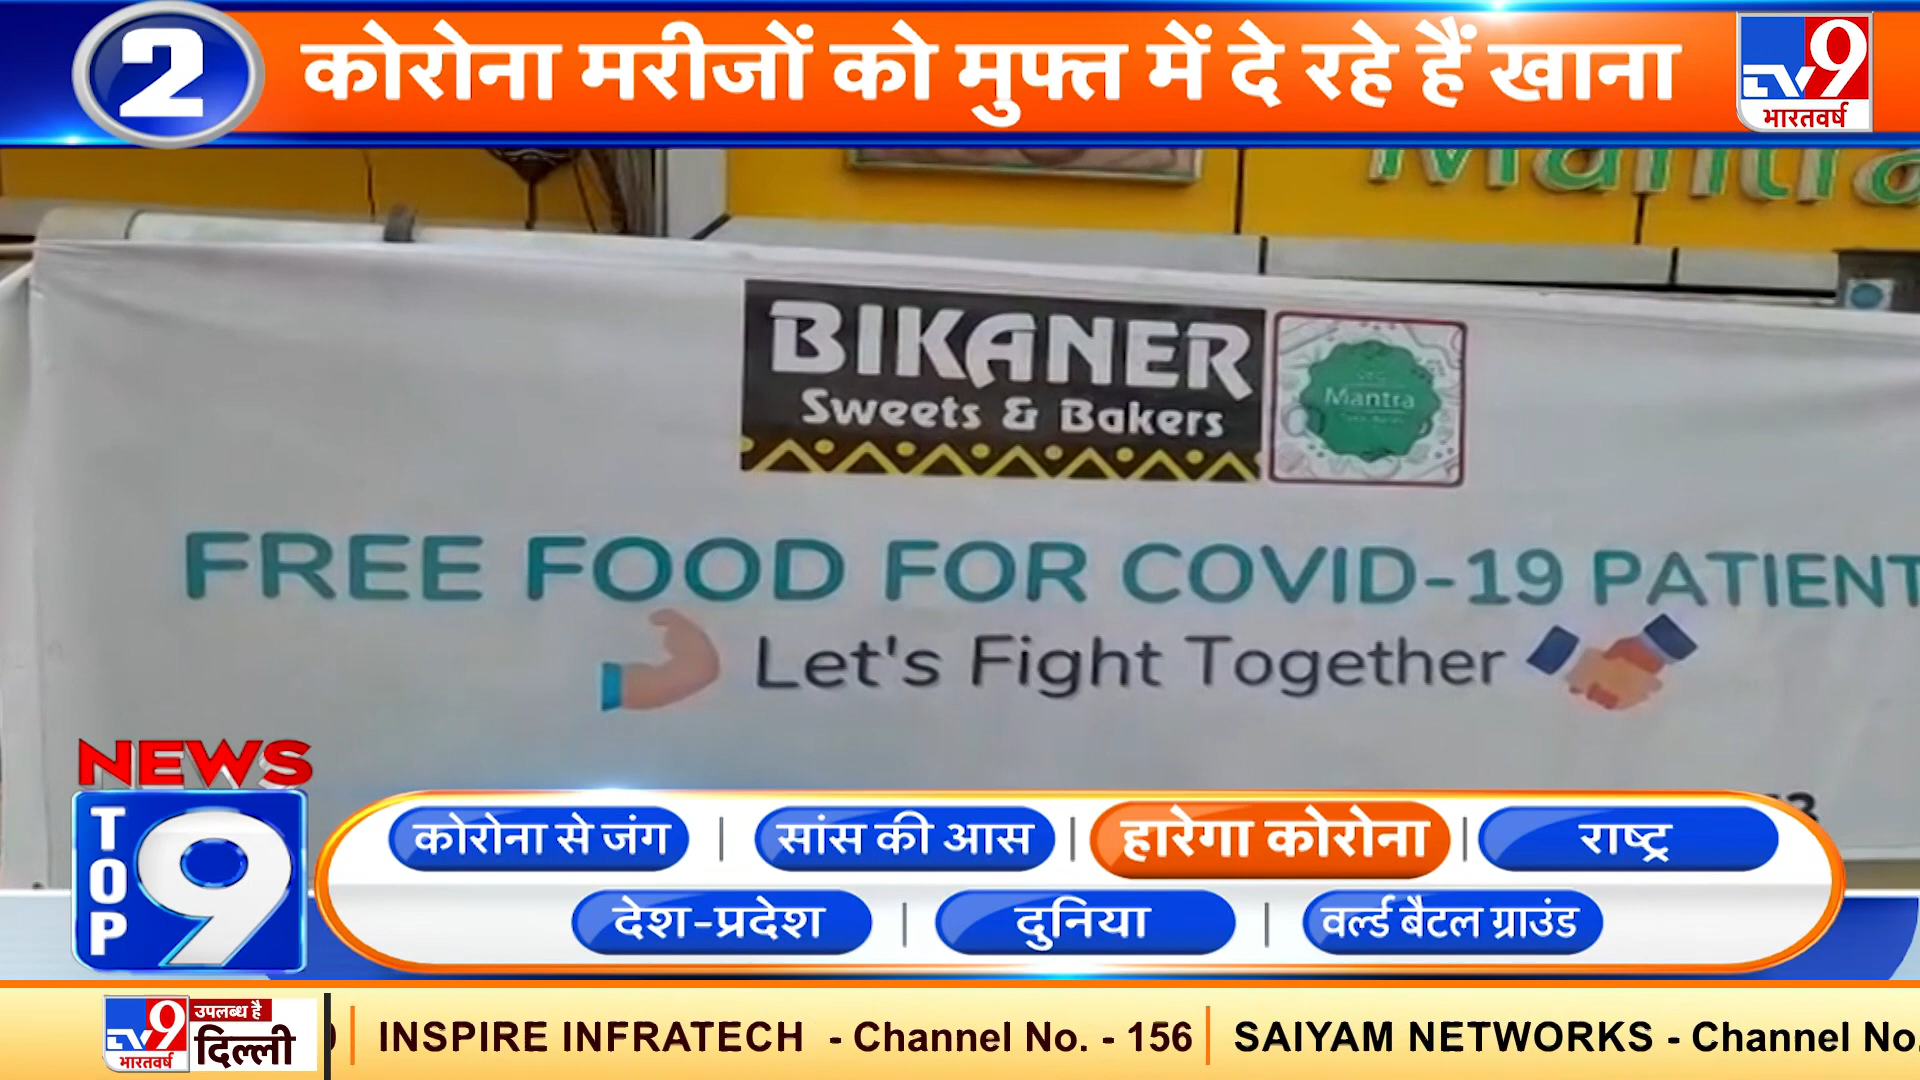 2 कोरोना मरीजों को मुफ्त में दे रहे हैं खाना
TV9
भारतवर्ष
BIKANER
Sweets & Bakers
Mantra
FREE FOOD FOR COVID-19 PATIENT
Let's Fight Together
NEWS
TOP 9
कोरोना से जंग | सांस की आस | हारेगा कोरोना | राष्ट्र
देश-प्रदेश | दुनिया | वर्ल्ड बैटल ग्राउंड
TV9 भारतवर्ष
उपलब्ध है
दिल्ली
INSPIRE INFRATECH - Channel No. - 156 | SAIYAM NETWORKS - Channel No.